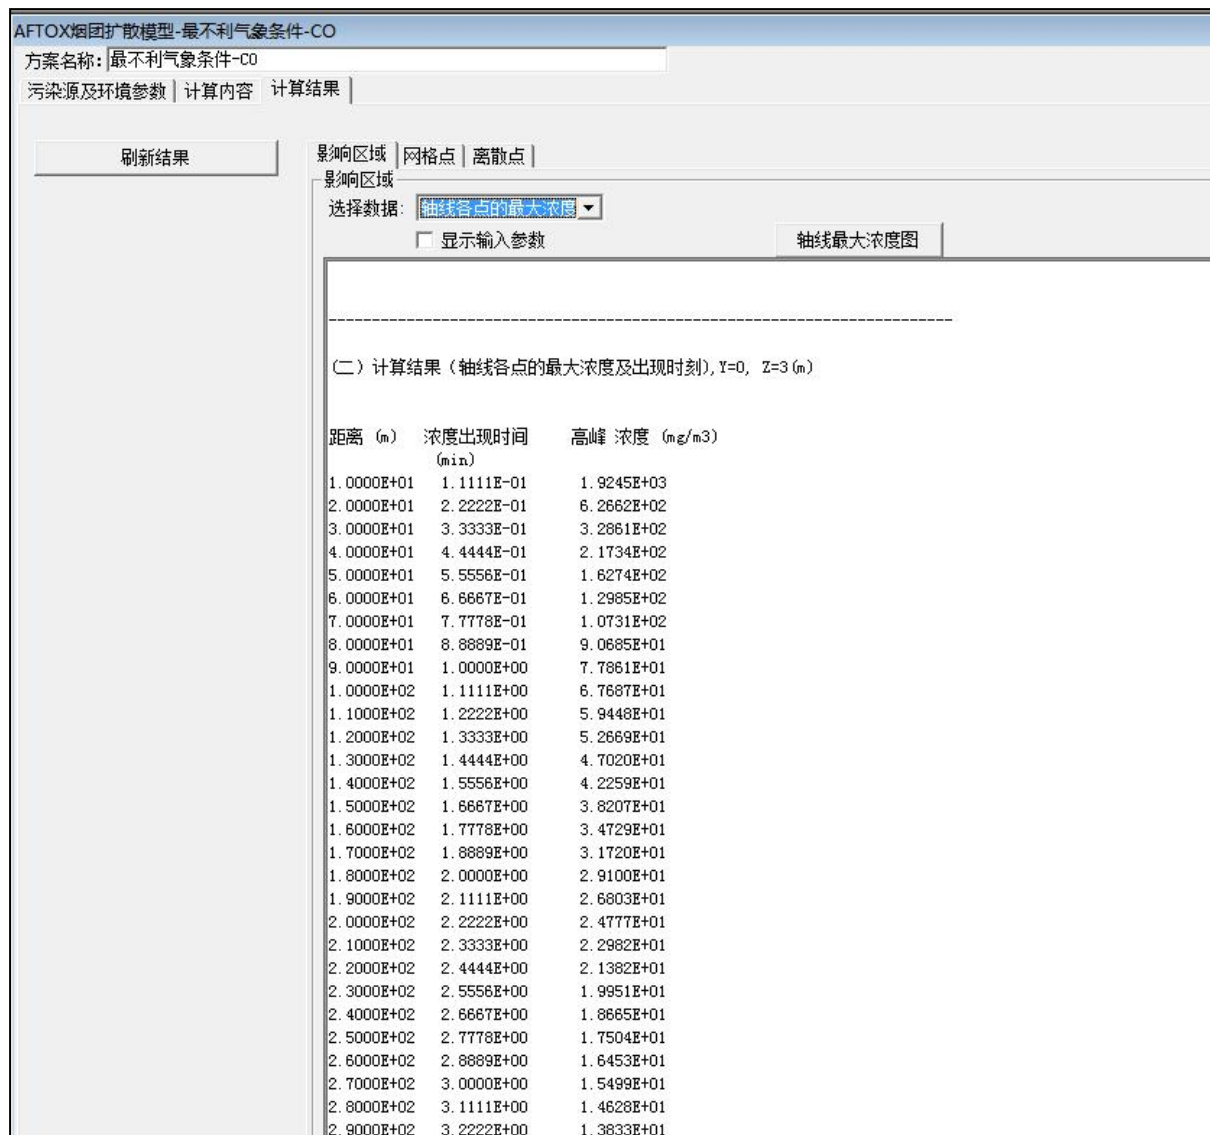 AFTOX烟团扩散模型-最不利气象条件-CO
方案名称: 最不利气象条件-CO
污染源及环境参数 计算内容 计算结果
刷新结果
影响区域 网格点 离散点
影响区域
选择数据: 轴线各点的最大浓度
显示输入参数 轴线最大浓度图
------------------------------------------------------------------------
(二) 计算结果 (轴线各点的最大浓度及出现时刻),Y=0, Z=3(m)
距离 (m) 浓度出现时间 高峰 浓度 (mg/m3)
(min)
1.0000E+01 1.1111E-01 1.9245E+03
2.0000E+01 2.2222E-01 6.2662E+02
3.0000E+01 3.3333E-01 3.2861E+02
4.0000E+01 4.4444E-01 2.1734E+02
5.0000E+01 5.5556E-01 1.6274E+02
6.0000E+01 6.6667E-01 1.2985E+02
7.0000E+01 7.7778E-01 1.0731E+02
8.0000E+01 8.8889E-01 9.0685E+01
9.0000E+01 1.0000E+00 7.7861E+01
1.0000E+02 1.1111E+00 6.7687E+01
1.1000E+02 1.2222E+00 5.9448E+01
1.2000E+02 1.3333E+00 5.2669E+01
1.3000E+02 1.4444E+00 4.7020E+01
1.4000E+02 1.5556E+00 4.2259E+01
1.5000E+02 1.6667E+00 3.8207E+01
1.6000E+02 1.7778E+00 3.4729E+01
1.7000E+02 1.8889E+00 3.1720E+01
1.8000E+02 2.0000E+00 2.9100E+01
1.9000E+02 2.1111E+00 2.6803E+01
2.0000E+02 2.2222E+00 2.4777E+01
2.1000E+02 2.3333E+00 2.2982E+01
2.2000E+02 2.4444E+00 2.1382E+01
2.3000E+02 2.5556E+00 1.9951E+01
2.4000E+02 2.6667E+00 1.8665E+01
2.5000E+02 2.7778E+00 1.7504E+01
2.6000E+02 2.8889E+00 1.6453E+01
2.7000E+02 3.0000E+00 1.5499E+01
2.8000E+02 3.1111E+00 1.4628E+01
2.9000E+02 3.2222E+00 1.3833E+01